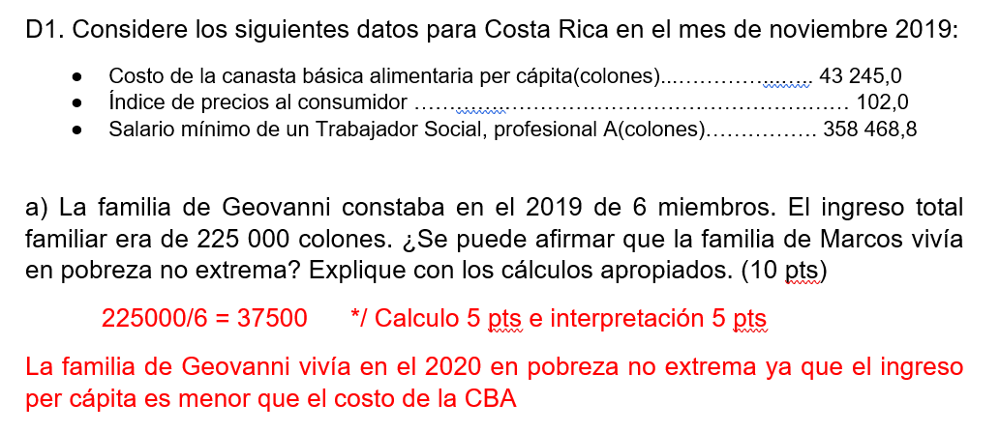 D1. Considere los siguientes datos para Costa Rica en el mes de noviembre 2019:
● Costo de la canasta básica alimentaria per cápita(colones)...................... 43 245,0
● Índice de precios al consumidor .............................................................. 102,0
● Salario mínimo de un Trabajador Social, profesional A(colones)................ 358 468,8
a) La familia de Geovanni constaba en el 2019 de 6 miembros. El ingreso total
familiar era de 225 000 colones. ¿Se puede afirmar que la familia de Marcos vivía
en pobreza no extrema? Explique con los cálculos apropiados. (10 pts)
225000/6 = 37500 */ Calculo 5 pts e interpretación 5 pts
La familia de Geovanni vivía en el 2020 en pobreza no extrema ya que el ingreso
per cápita es menor que el costo de la CBA